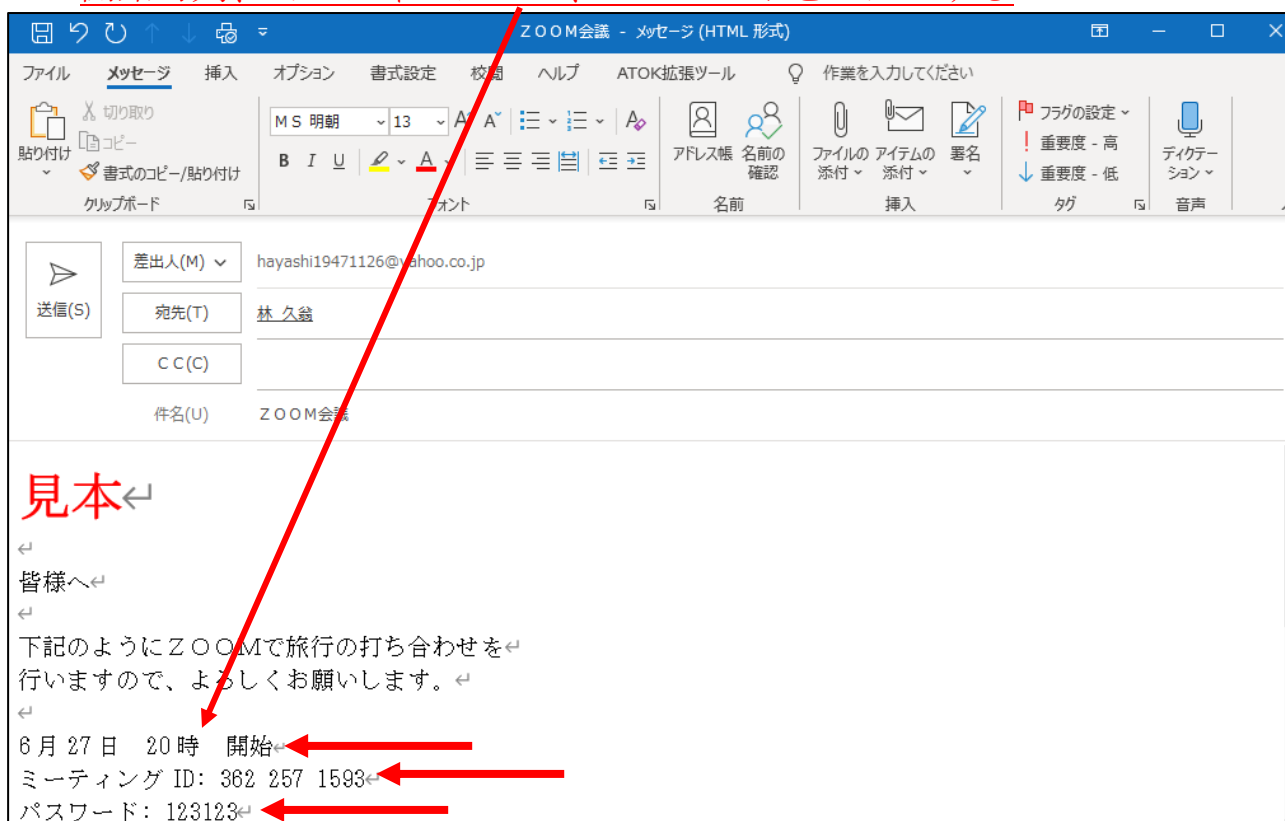 ＺＯＯＭ会議 - メッセージ (HTML 形式)
ファイル メッセージ 挿入 オプション 書式設定 校閲 ヘルプ ATOK拡張ツール 作業を入力してください
貼り付け 切り取り コピー 書式のコピー/貼り付け
クリップボード
ＭＳ 明朝 13 A A
B I U A
フォント
アドレス帳 名前の確認
名前
ファイルの添付 アイテムの添付 署名
挿入
フラグの設定
重要度 - 高
重要度 - 低
タグ
ディクテーション
音声
送信(S)
差出人(M) hayashi19471126@yahoo.co.jp
宛先(T) 林 久翁
ＣＣ(C)
件名(U) ＺＯＯＭ会議
見本
皆様へ
下記のようにＺＯＯＭで旅行の打ち合わせを
行いますので、よろしくお願いします。
6月27日　20時　開始
ミーティング ID: 362 257 1593
パスワード: 123123